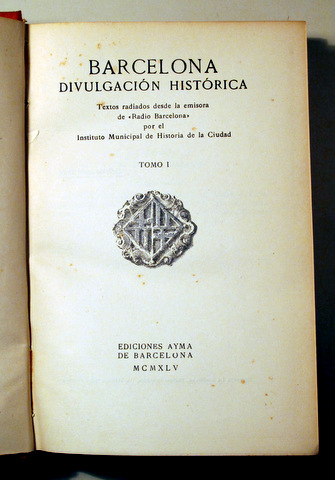 BARCELONA
DIVULGACIÓN HISTÓRICA
Textos radiados desde la emisora
de «Radio Barcelona»
por el
Instituto Municipal de Historia de la Ciudad
TOMO I
EDICIONES AYMA
DE BARCELONA
MCMXLV